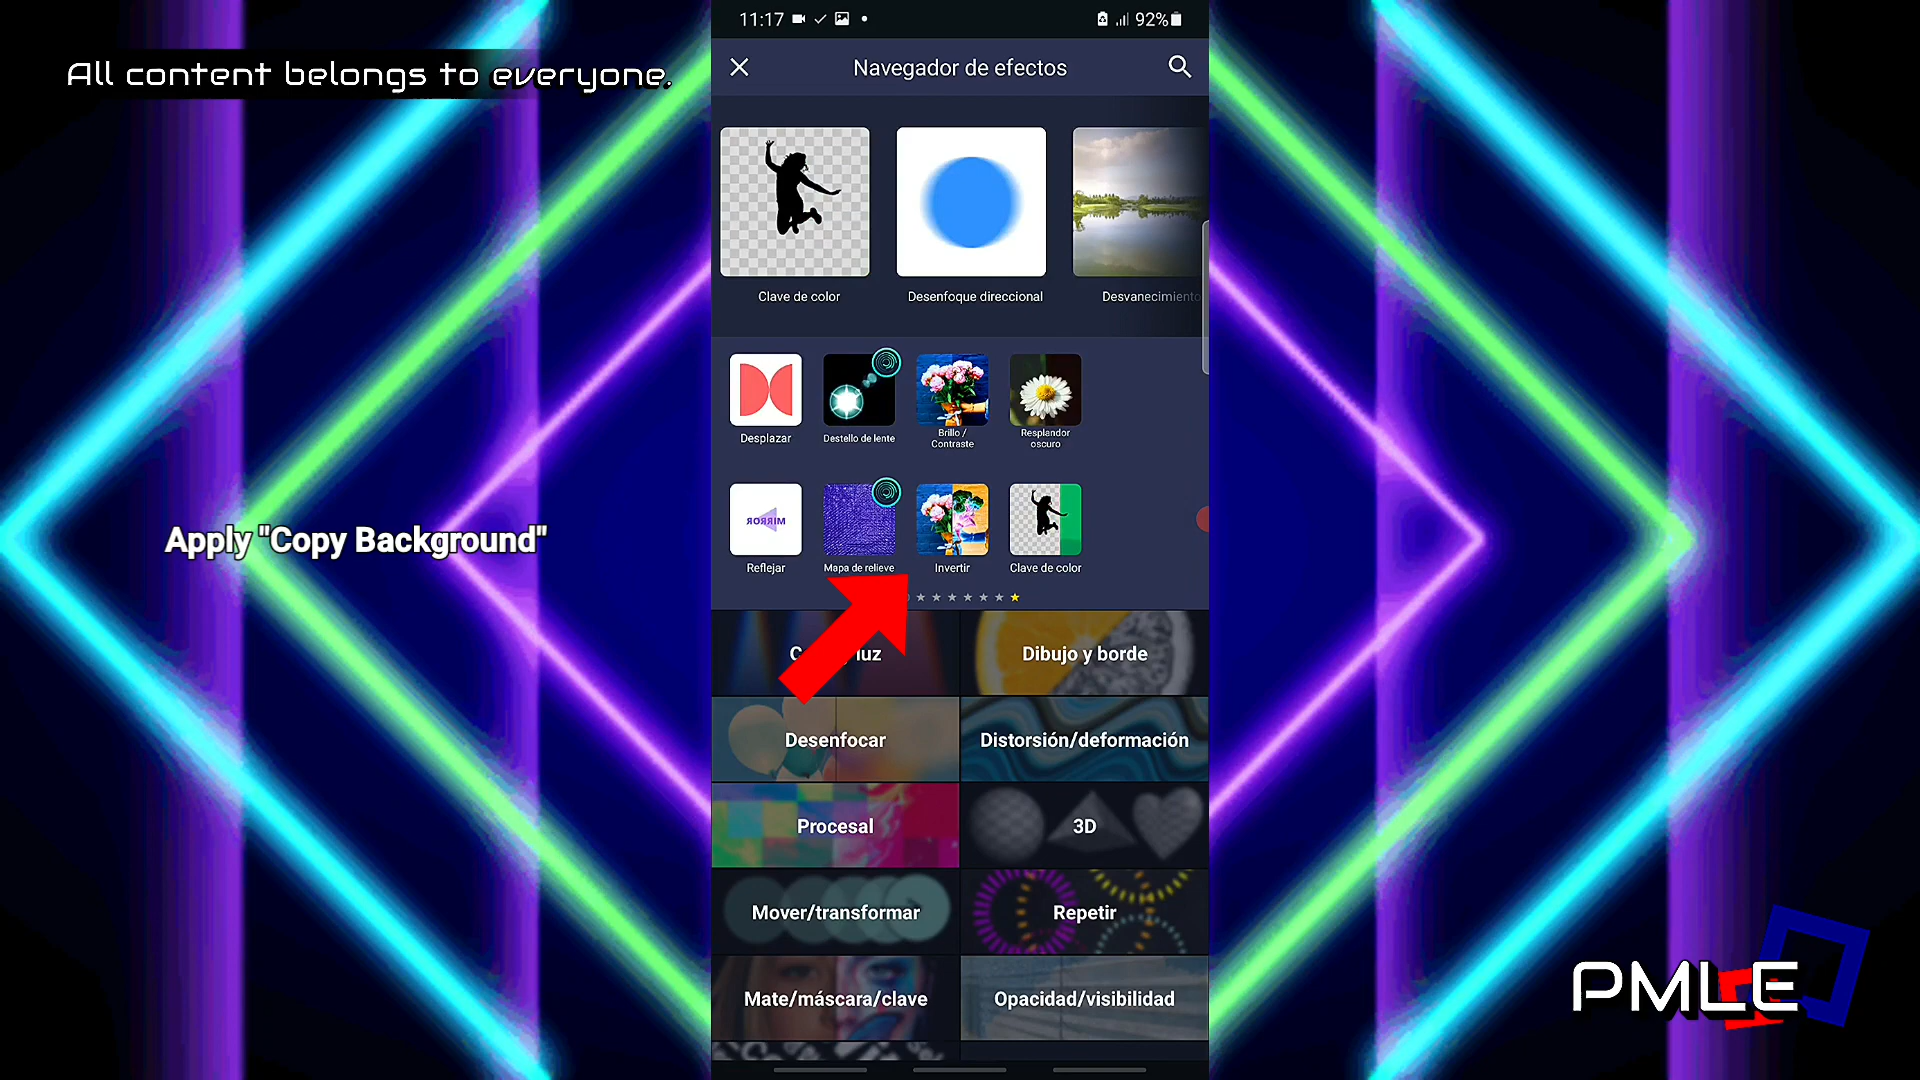 All content belongs to everyone.
Apply "Copy Background"
11:17
92%
Navegador de efectos
Clave de color
Desenfoque direccional
Desvanecimiento
Desplazar
Destello de lente
Brillo /
Contraste
Resplandor
oscuro
MIRROR
Reflejar
Mapa de relieve
Invertir
Clave de color
luz
Dibujo y borde
Desenfocar
Distorsión/deformación
Procesal
3D
Mover/transformar
Repetir
Mate/máscara/clave
Opacidad/visibilidad
PMLE